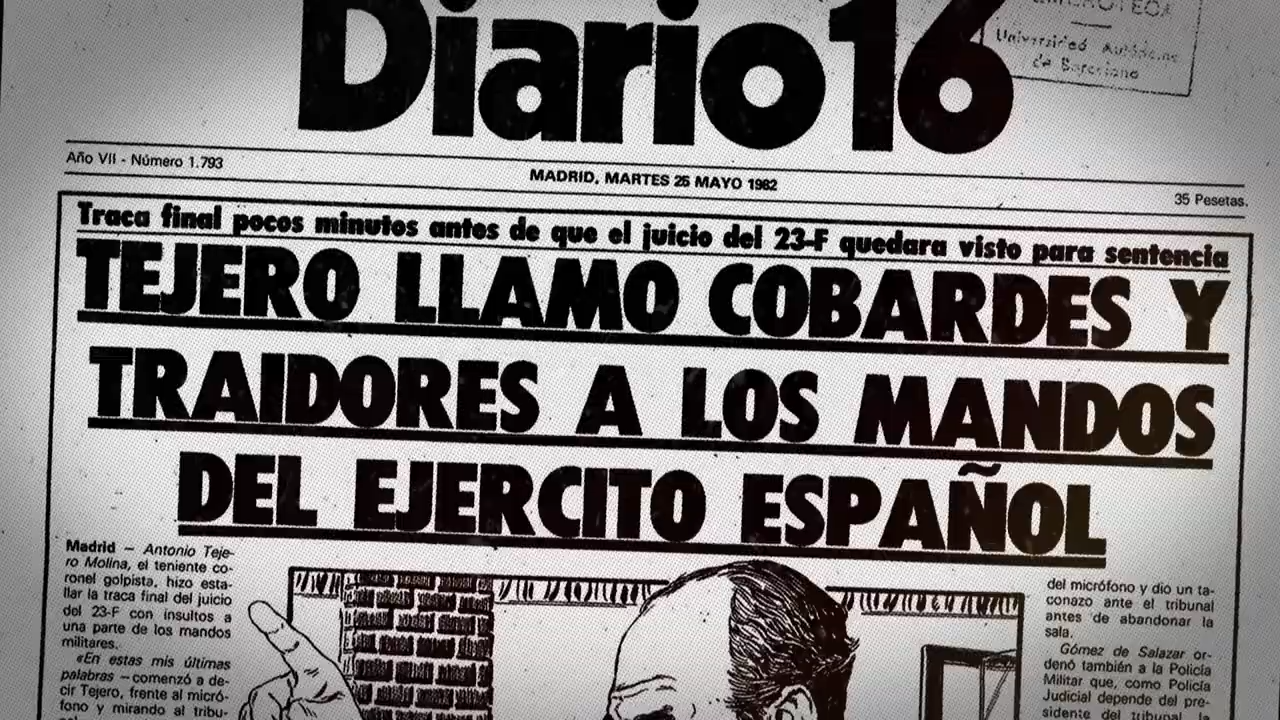 Diario 16
Universidad Autónoma
de Barcelona
Año VII - Número 1.793
MADRID, MARTES 25 MAYO 1982
35 Pesetas.
Traca final pocos minutos antes de que el juicio del 23-F quedara visto para sentencia
TEJERO LLAMO COBARDES Y
TRAIDORES A LOS MANDOS
DEL EJERCITO ESPAÑOL
Madrid – Antonio Teje-
ro Molina, el teniente co-
ronel golpista, hizo esta-
llar la traca final del juicio
del 23-F con insultos a
una parte de los mandos
militares.
«En estas mis últimas
palabras – comenzó a de-
cir Tejero, frente al micró-
fono y mirando al tribu-
del micrófono y dio un ta-
conazo ante el tribunal
antes de abandonar la
sala.
Gómez de Salazar or-
denó también a la Policía
Militar que, como Policía
Judicial depende del pre-
sidente del tribunal